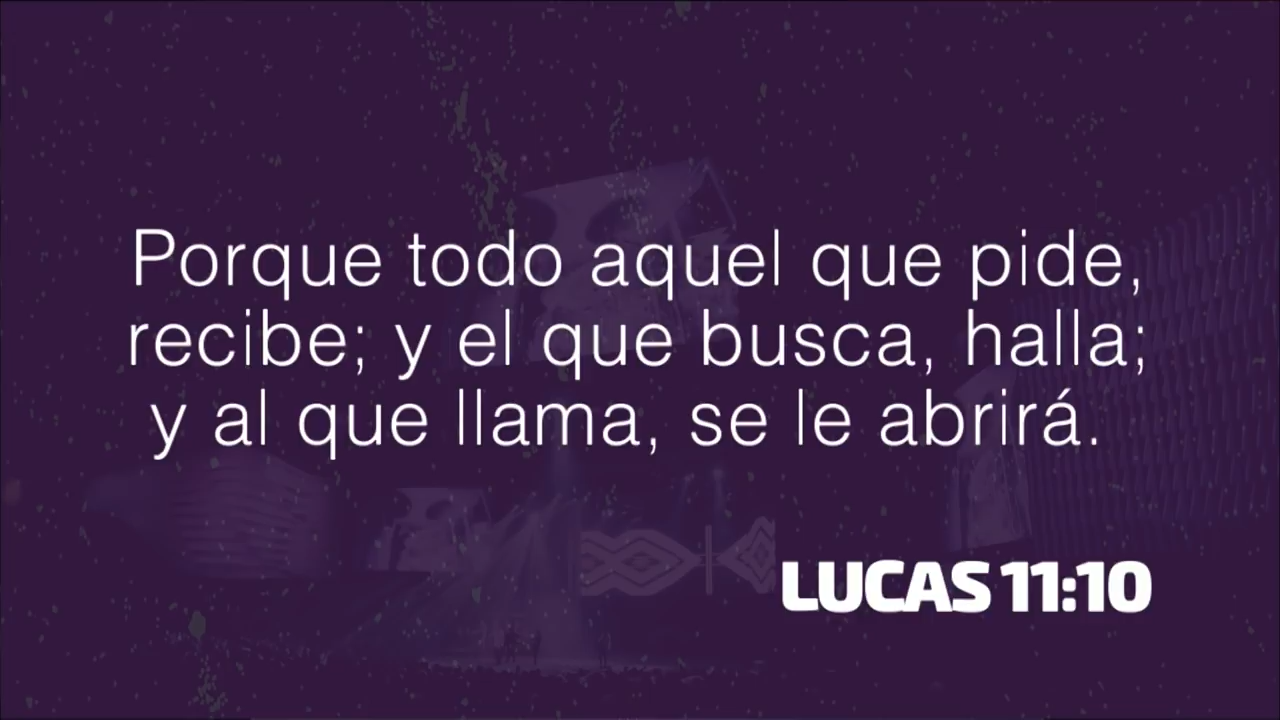 Porque todo aquel que pide,
recibe; y el que busca, halla;
y al que llama, se le abrirá.
LUCAS 11:10